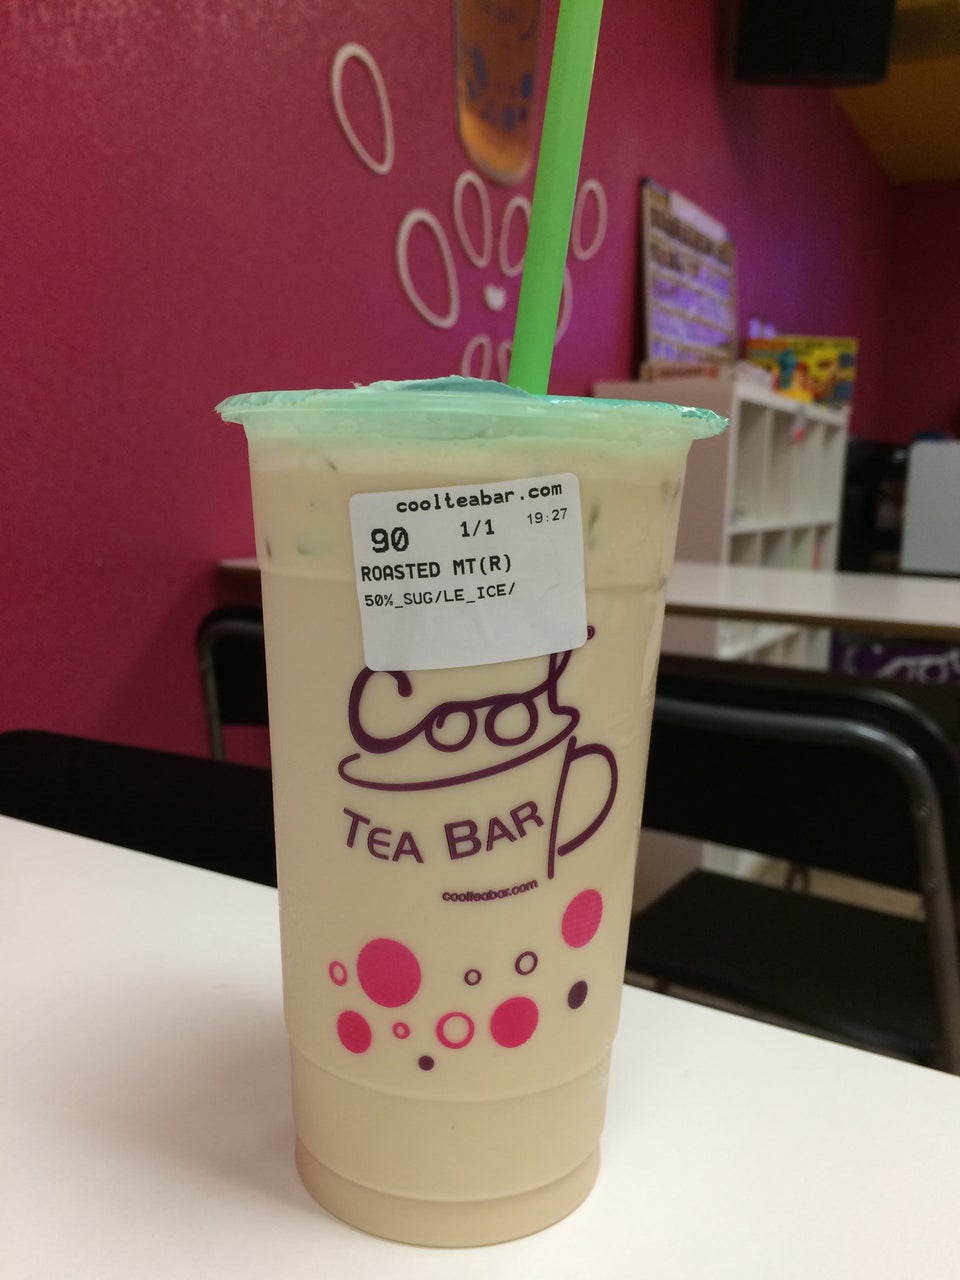 coolteabar.com
90 1/1 19:27
ROASTED MT(R)
50%_SUG/LE_ICE/
Cool®
TEA BAR
coolteabar.com